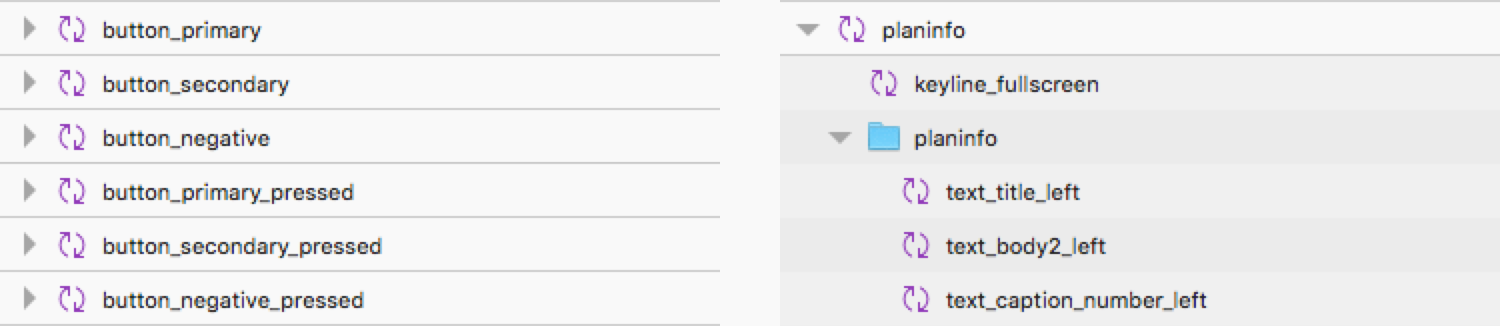 button_primary
button_secondary
button_negative
button_primary_pressed
button_secondary_pressed
button_negative_pressed
planinfo
keyline_fullscreen
planinfo
text_title_left
text_body2_left
text_caption_number_left